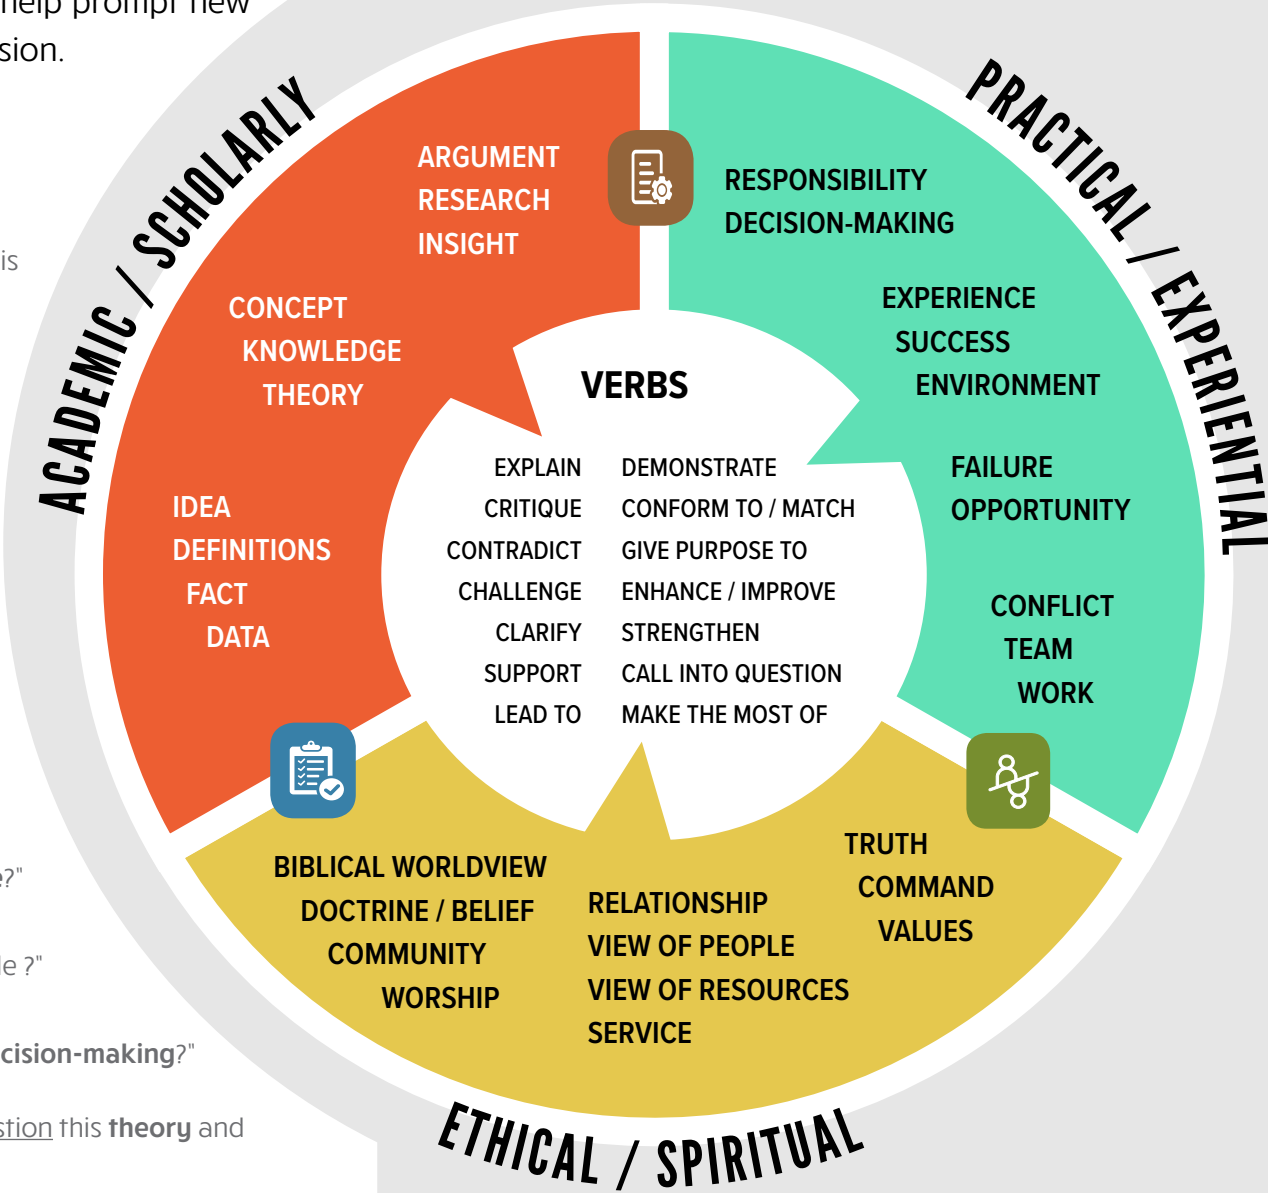 help prompt new
sion.
ACADEMIC / SCHOLARLY
PRACTICAL / EXPERIENTIAL
ARGUMENT
RESEARCH
INSIGHT
is
CONCEPT
KNOWLEDGE
THEORY
IDEA
DEFINITIONS
FACT
DATA
RESPONSIBILITY
DECISION-MAKING
EXPERIENCE
SUCCESS
ENVIRONMENT
FAILURE
OPPORTUNITY
CONFLICT
TEAM
WORK
VERBS
EXPLAIN
CRITIQUE
CONTRADICT
CHALLENGE
CLARIFY
SUPPORT
LEAD TO
DEMONSTRATE
CONFORM TO / MATCH
GIVE PURPOSE TO
ENHANCE / IMPROVE
STRENGTHEN
CALL INTO QUESTION
MAKE THE MOST OF
BIBLICAL WORLDVIEW
DOCTRINE / BELIEF
COMMUNITY
WORSHIP
RELATIONSHIP
VIEW OF PEOPLE
VIEW OF RESOURCES
SERVICE
TRUTH
COMMAND
VALUES
e?"
le ?"
cision-making?"
stion this theory and
ETHICAL / SPIRITUAL